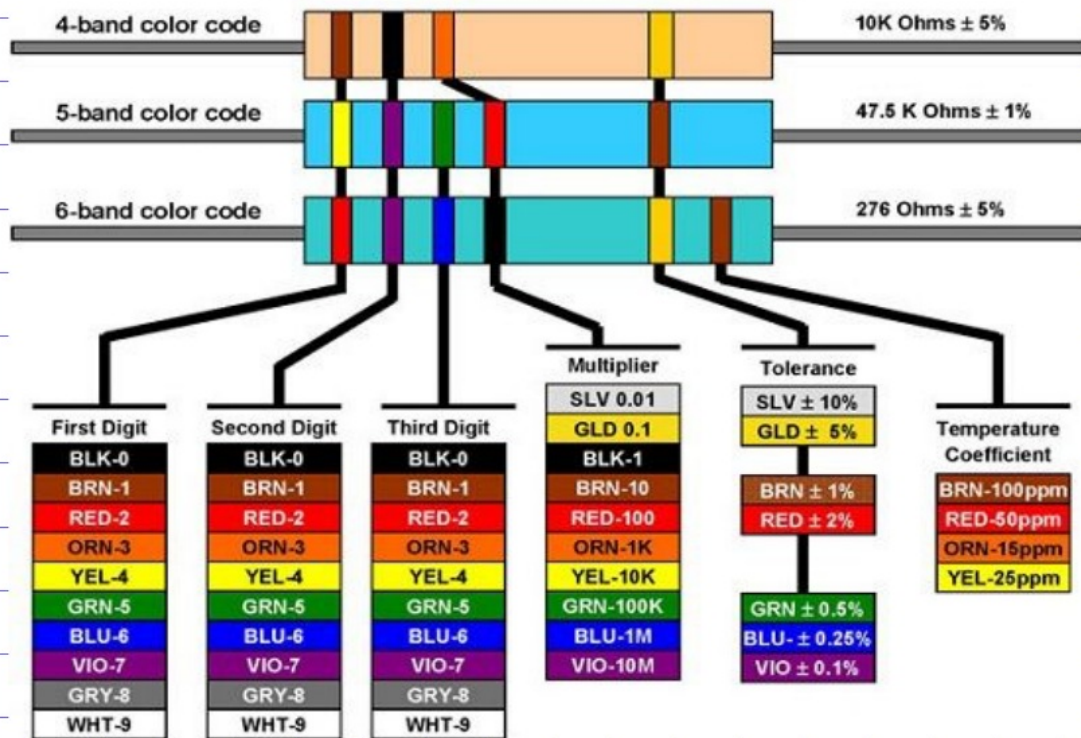 4-band color code
10K Ohms ± 5%
5-band color code
47.5 K Ohms ± 1%
6-band color code
276 Ohms ± 5%
First Digit
BLK-0
BRN-1
RED-2
ORN-3
YEL-4
GRN-5
BLU-6
VIO-7
GRY-8
WHT-9
Second Digit
BLK-0
BRN-1
RED-2
ORN-3
YEL-4
GRN-5
BLU-6
VIO-7
GRY-8
WHT-9
Third Digit
BLK-0
BRN-1
RED-2
ORN-3
YEL-4
GRN-5
BLU-6
VIO-7
GRY-8
WHT-9
Multiplier
SLV 0.01
GLD 0.1
BLK-1
BRN-10
RED-100
ORN-1K
YEL-10K
GRN-100K
BLU-1M
VIO-10M
Tolerance
SLV ± 10%
GLD ± 5%
BRN ± 1%
RED ± 2%
GRN ± 0.5%
BLU- ± 0.25%
VIO ± 0.1%
Temperature
Coefficient
BRN-100ppm
RED-50ppm
ORN-15ppm
YEL-25ppm